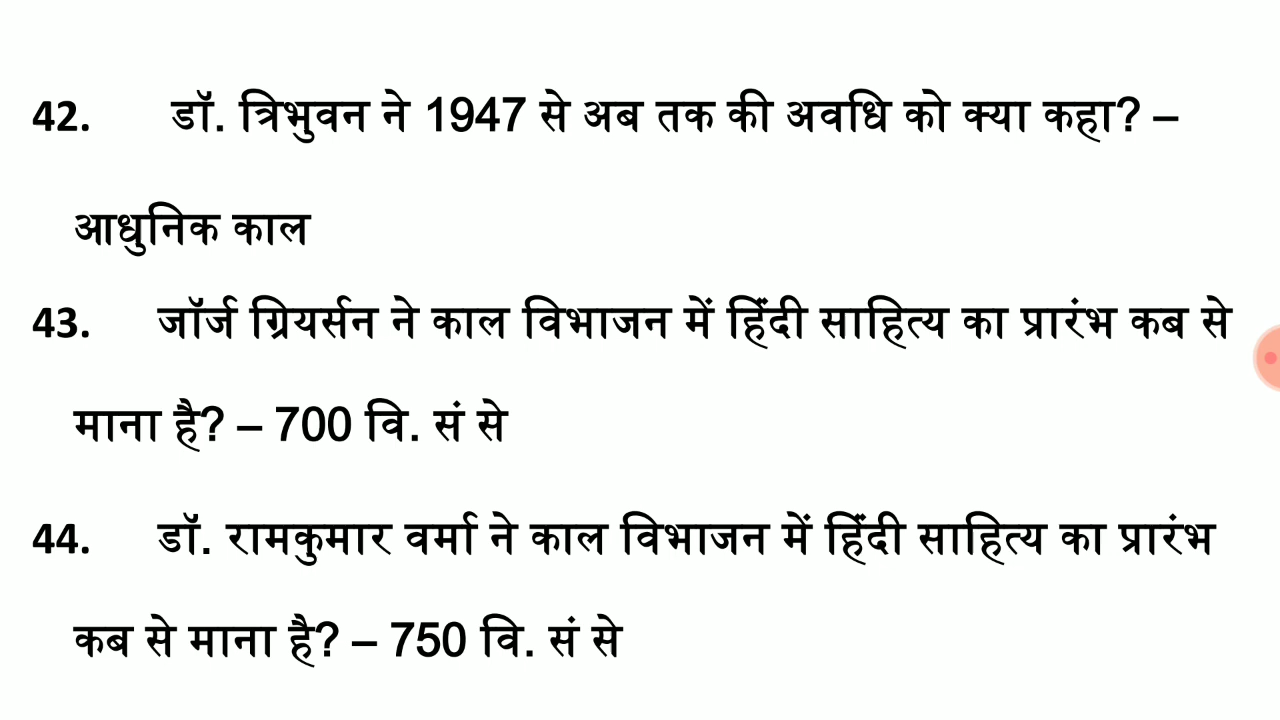 42. डॉ. त्रिभुवन ने 1947 से अब तक की अवधि को क्या कहा? –
आधुनिक काल
43. जॉर्ज ग्रियर्सन ने काल विभाजन में हिंदी साहित्य का प्रारंभ कब से
माना है? – 700 वि. सं से
44. डॉ. रामकुमार वर्मा ने काल विभाजन में हिंदी साहित्य का प्रारंभ
कब से माना है? – 750 वि. सं से